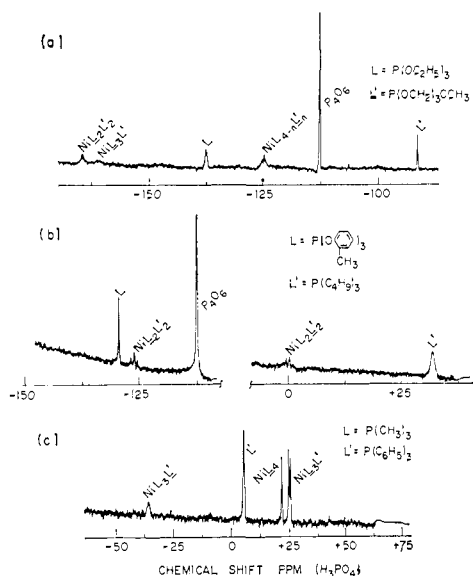 (a)
L = P(OC2H5)3
L' = P(OCH2)3CCH3
NiL2L'2
NiL3L'
L
NiL4-nL'n
P4O6
L'
-150
-125
-100
(b)
L = P(O
)3
CH3
L' = P(C4H9)3
L
NiL2L'2
P4O6
NiL2L'2
L'
-150
-125
0
+25
(c)
L = P(CH3)3
L' = P(C6H5)3
NiL3L'
L'
NiL4
NiL3L'
-50
-25
0
+25
+50
+75
CHEMICAL SHIFT PPM (H3PO4)